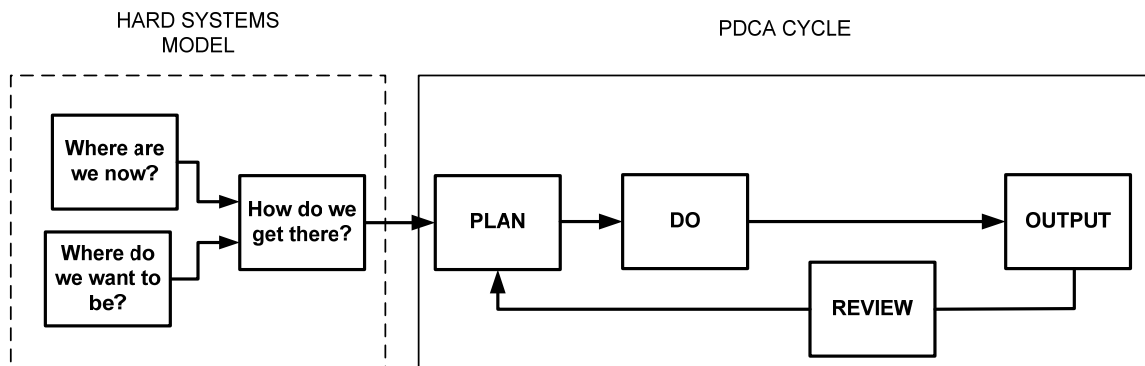 HARD SYSTEMS
MODEL
PDCA CYCLE
Where are
we now?
Where do
we want to
be?
How do we
get there?
PLAN
DO
OUTPUT
REVIEW